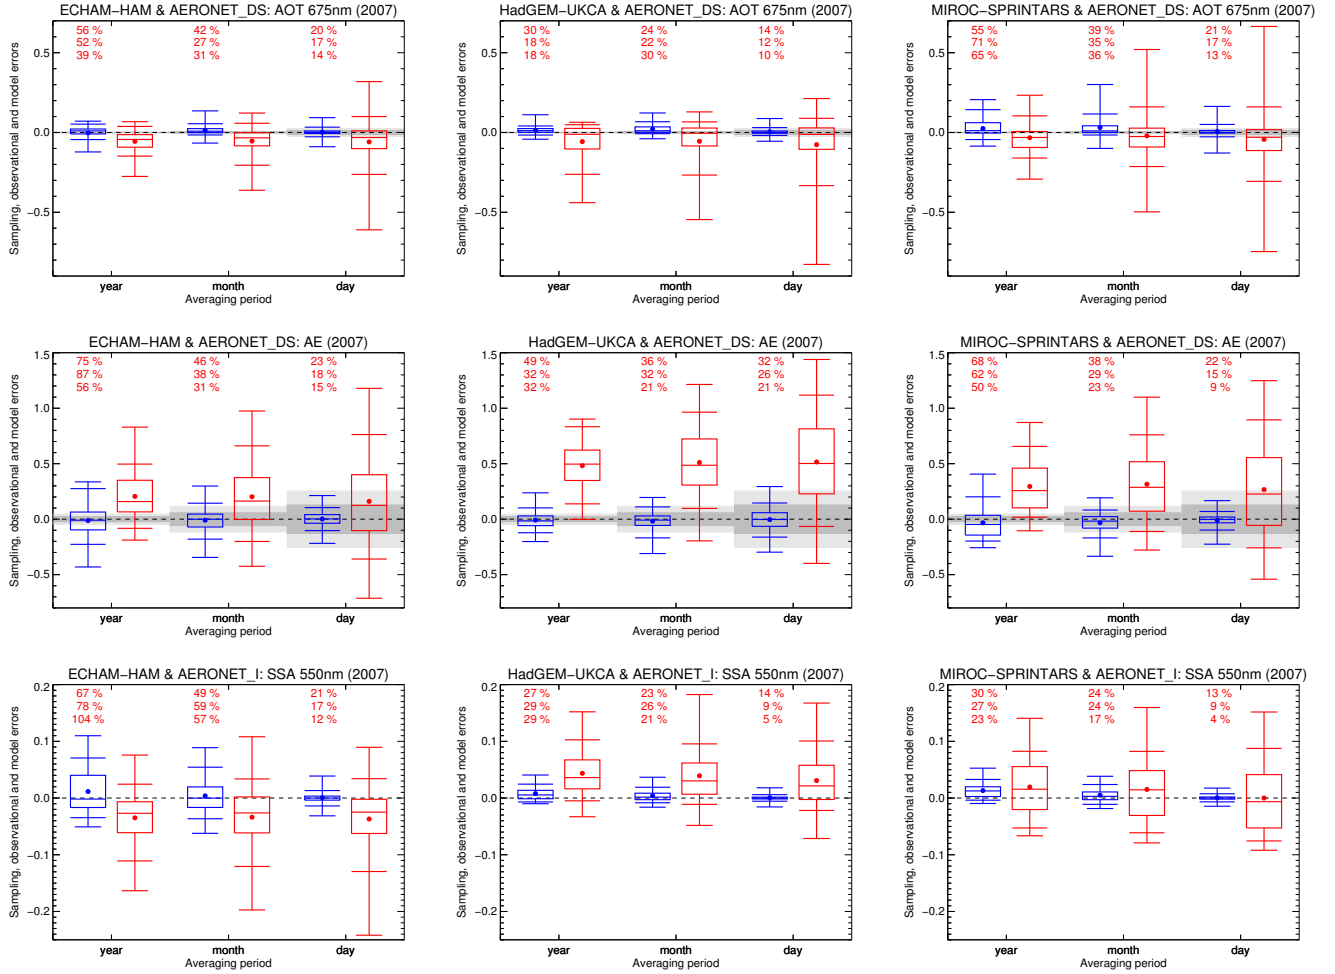 ECHAM−HAM & AERONET_DS: AOT 675nm (2007)
56 % 42 % 20 %
52 % 27 % 17 %
39 % 31 % 14 %
0.5
0.0
−0.5
Sampling, observational and model errors
year month day
Averaging period
HadGEM−UKCA & AERONET_DS: AOT 675nm (2007)
30 % 24 % 14 %
18 % 22 % 12 %
18 % 30 % 10 %
0.5
0.0
−0.5
Sampling, observational and model errors
year month day
Averaging period
MIROC−SPRINTARS & AERONET_DS: AOT 675nm (2007)
55 % 39 % 21 %
71 % 35 % 17 %
65 % 36 % 13 %
0.5
0.0
−0.5
Sampling, observational and model errors
year month day
Averaging period
ECHAM−HAM & AERONET_DS: AE (2007)
75 % 46 % 23 %
87 % 38 % 18 %
56 % 31 % 15 %
1.5
1.0
0.5
0.0
−0.5
Sampling, observational and model errors
year month day
Averaging period
HadGEM−UKCA & AERONET_DS: AE (2007)
49 % 36 % 32 %
32 % 32 % 26 %
32 % 21 % 21 %
1.5
1.0
0.5
0.0
−0.5
Sampling, observational and model errors
year month day
Averaging period
MIROC−SPRINTARS & AERONET_DS: AE (2007)
68 % 38 % 22 %
62 % 29 % 15 %
50 % 23 % 9 %
1.5
1.0
0.5
0.0
−0.5
Sampling, observational and model errors
year month day
Averaging period
ECHAM−HAM & AERONET_I: SSA 550nm (2007)
67 % 49 % 21 %
78 % 59 % 17 %
104 % 57 % 12 %
0.2
0.1
0.0
−0.1
−0.2
Sampling, observational and model errors
year month day
Averaging period
HadGEM−UKCA & AERONET_I: SSA 550nm (2007)
27 % 23 % 14 %
29 % 26 % 9 %
29 % 21 % 5 %
0.2
0.1
0.0
−0.1
−0.2
Sampling, observational and model errors
year month day
Averaging period
MIROC−SPRINTARS & AERONET_I: SSA 550nm (2007)
30 % 24 % 13 %
27 % 24 % 9 %
23 % 17 % 4 %
0.2
0.1
0.0
−0.1
−0.2
Sampling, observational and model errors
year month day
Averaging period